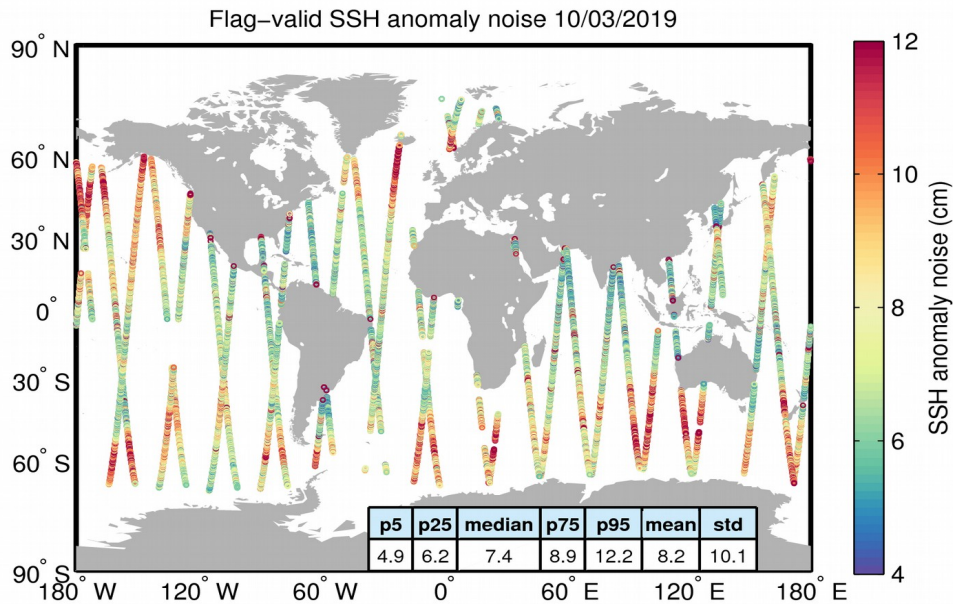 Flag−valid SSH anomaly noise 10/03/2019
90° N
60° N
30° N
0°
30° S
60° S
90° S
180° W
120° W
60° W
0°
60° E
120° E
180° E
p5 p25 median p75 p95 mean std
4.9 6.2 7.4 8.9 12.2 8.2 10.1
12
10
8
6
4
SSH anomaly noise (cm)